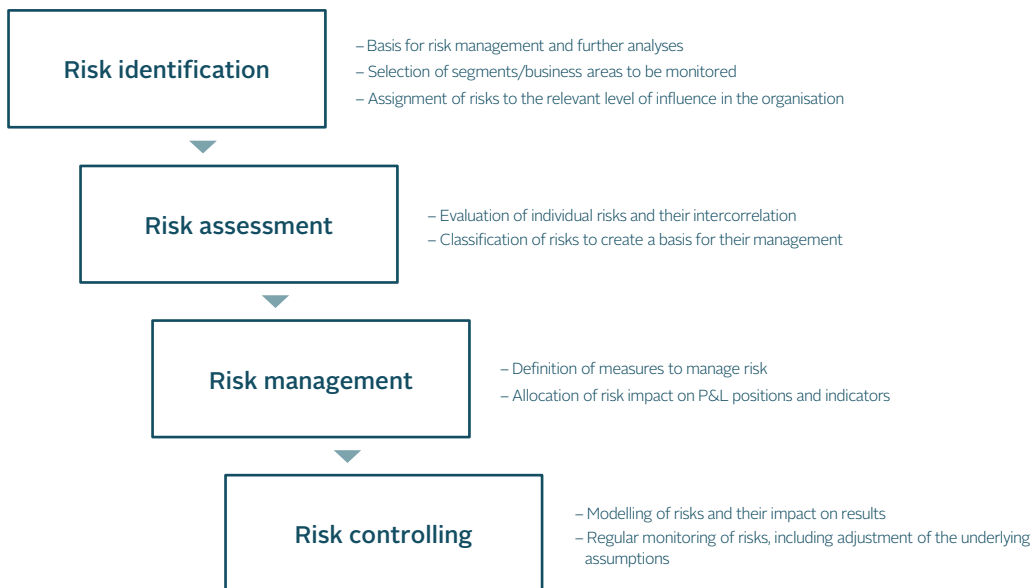 Risk identification
– Basis for risk management and further analyses
– Selection of segments/business areas to be monitored
– Assignment of risks to the relevant level of influence in the organisation
Risk assessment
– Evaluation of individual risks and their intercorrelation
– Classification of risks to create a basis for their management
Risk management
– Definition of measures to manage risk
– Allocation of risk impact on P&L positions and indicators
Risk controlling
– Modelling of risks and their impact on results
– Regular monitoring of risks, including adjustment of the underlying
assumptions